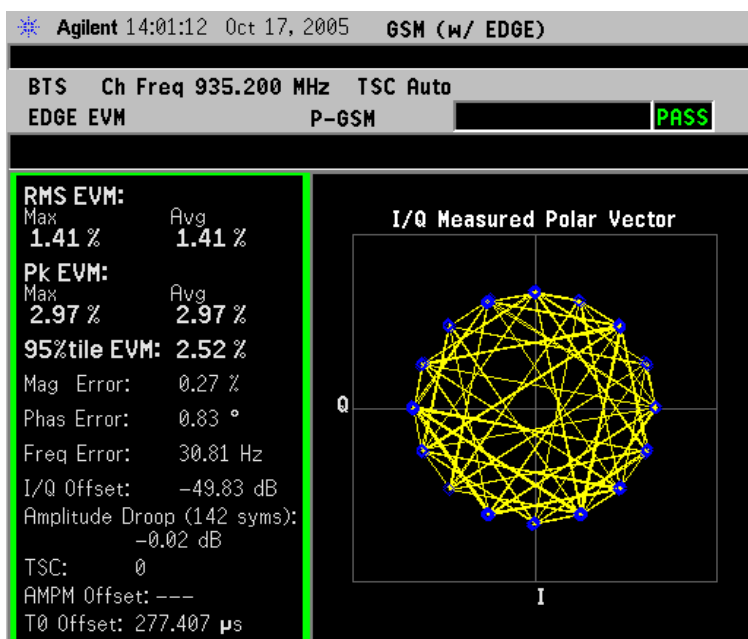 Agilent 14:01:12 Oct 17, 2005 GSM (w/ EDGE)
BTS Ch Freq 935.200 MHz TSC Auto
EDGE EVM P-GSM PASS
RMS EVM:
Max Avg
1.41 % 1.41 %
Pk EVM:
Max Avg
2.97 % 2.97 %
95%tile EVM: 2.52 %
Mag Error: 0.27 %
Phas Error: 0.83 °
Freq Error: 30.81 Hz
I/Q Offset: -49.83 dB
Amplitude Droop (142 syms):
-0.02 dB
TSC: 0
AMPM Offset: ---
T0 Offset: 277.407 µs
I/Q Measured Polar Vector
Q
I